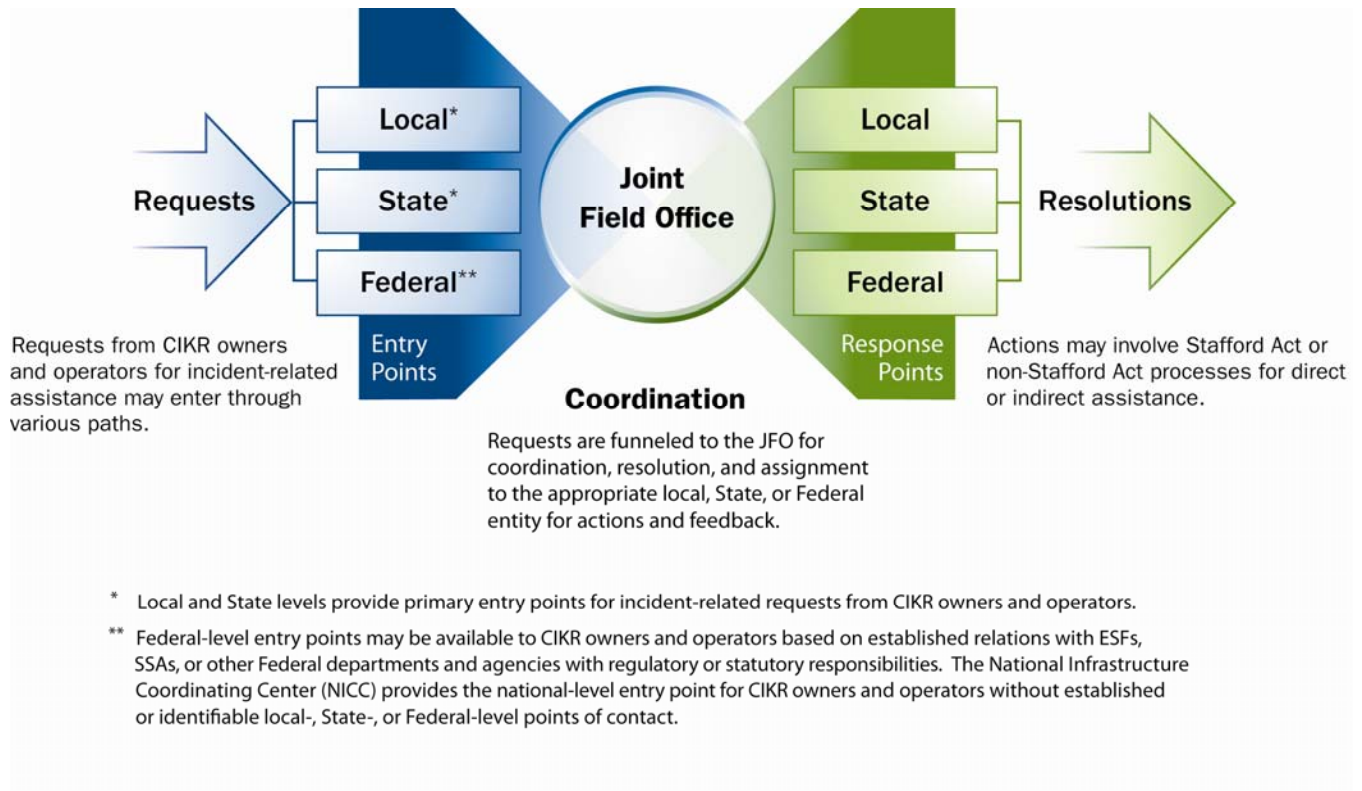 Requests
Local*
State*
Federal**
Entry
Points
Requests from CIKR owners
and operators for incident-related
assistance may enter through
various paths.
Joint
Field Office
Coordination
Requests are funneled to the JFO for
coordination, resolution, and assignment
to the appropriate local, State, or Federal
entity for actions and feedback.
Local
State
Federal
Response
Points
Resolutions
Actions may involve Stafford Act or
non-Stafford Act processes for direct
or indirect assistance.
* Local and State levels provide primary entry points for incident-related requests from CIKR owners and operators.
** Federal-level entry points may be available to CIKR owners and operators based on established relations with ESFs,
SSAs, or other Federal departments and agencies with regulatory or statutory responsibilities. The National Infrastructure
Coordinating Center (NICC) provides the national-level entry point for CIKR owners and operators without established
or identifiable local-, State-, or Federal-level points of contact.